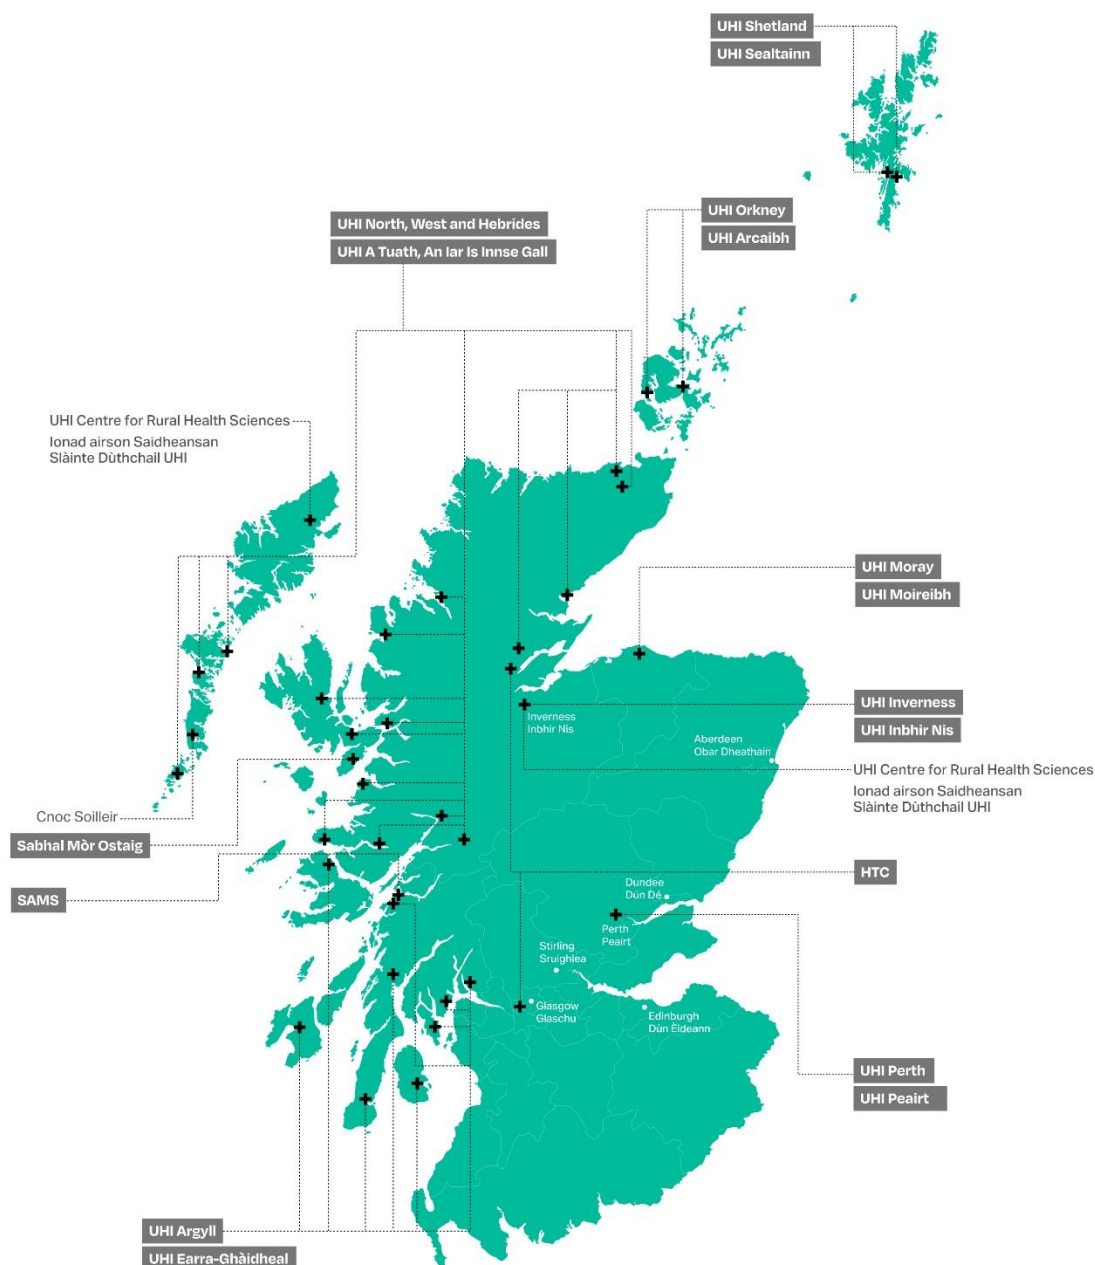 UHI Shetland
UHI Sealtainn
UHI Orkney
UHI Arcaibh
UHI North, West and Hebrides
UHI A Tuath, An Iar Is Innse Gall
UHI Centre for Rural Health Sciences
Ionad airson Saidheansan
Slàinte Dùthchail UHI
UHI Moray
UHI Moireibh
UHI Inverness
UHI Inbhir Nis
Inverness
Inbhir Nis
Aberdeen
Obar Dheathain
UHI Centre for Rural Health Sciences
Ionad airson Saidheansan
Slàinte Dùthchail UHI
Cnoc Soilleir
Sabhal Mòr Ostaig
HTC
SAMS
Dundee
Dún Dé
Perth
Peairt
Stirling
Sruighlea
Glasgow
Glaschu
Edinburgh
Dùn Èideann
UHI Perth
UHI Peairt
UHI Argyll
UHI Earra-Ghàidheal